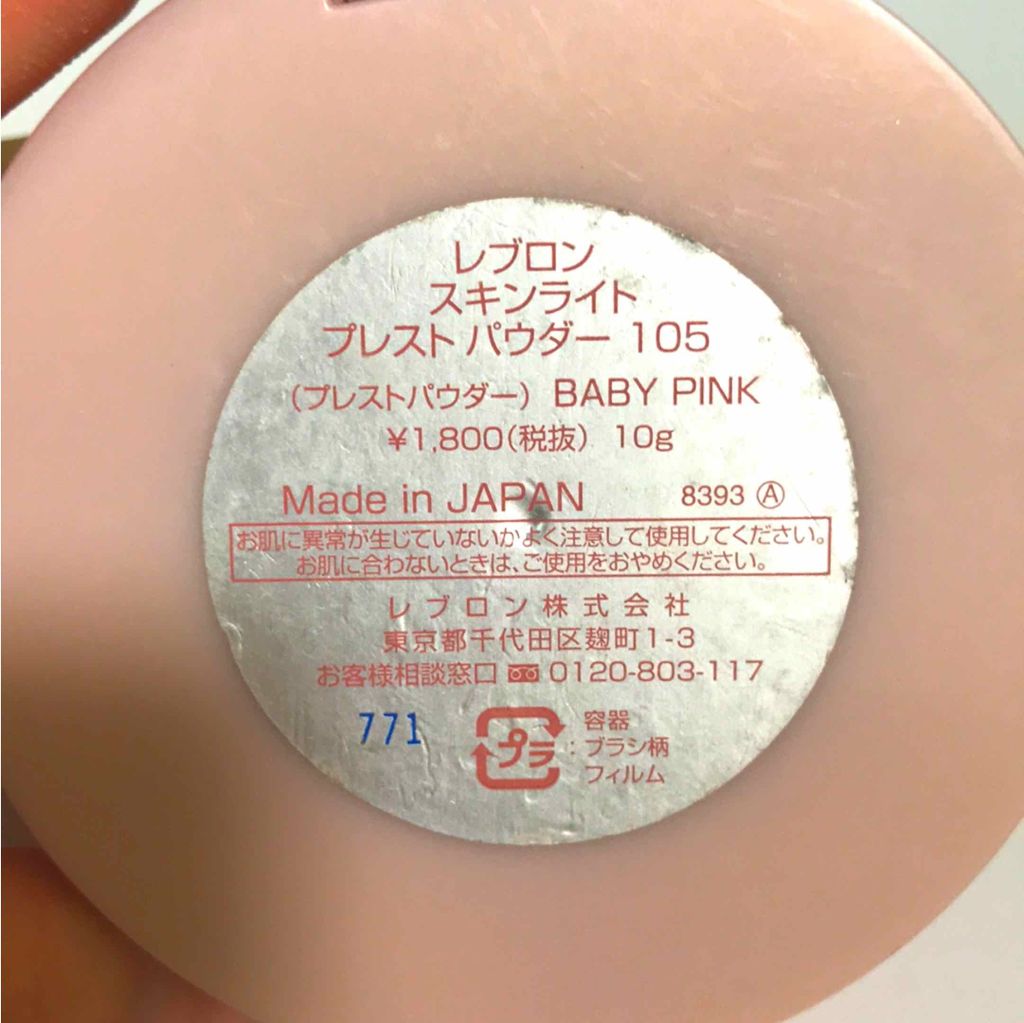 レブロン
スキンライト
プレスト パウダー 105
(プレストパウダー) BABY PINK
¥1,800(税抜) 10g
Made in JAPAN 8393 Ⓐ
お肌に異常が生じていないかよく注意して使用してください。
お肌に合わないときは、ご使用をおやめください。
レブロン株式会社
東京都千代田区麹町1-3
お客様相談窓口 0120-803-117
771
プラ : 容器
ブラシ柄
フィルム